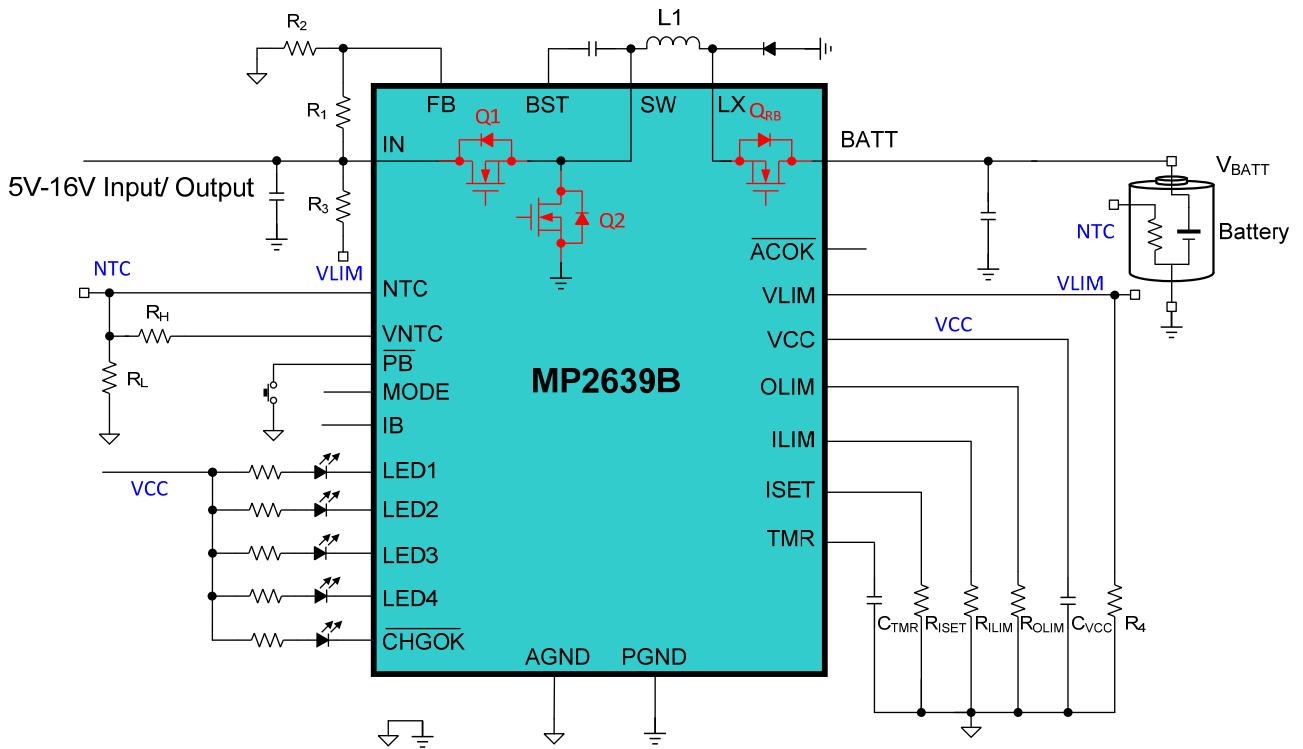 R2
L1
FB
BST
SW
LX
R1
Q1
QRB
IN
BATT
5V-16V Input/ Output
VBATT
R3
Q2
NTC
Battery
ACOK
NTC
VLIM
NTC
VLIM
VLIM
RH
VNTC
VCC
VCC
PB
RL
MODE
MP2639B
OLIM
IB
ILIM
LED1
VCC
ISET
LED2
TMR
LED3
LED4
CTMR
RISET
RILIM
ROLIM
CVCC
R4
CHGOK
AGND
PGND